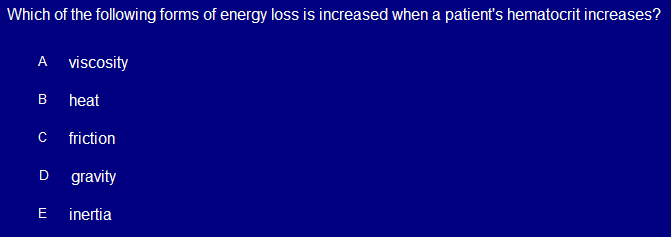 Which of the following forms of energy loss is increased when a patient's hematocrit increases?
A viscosity
B heat
C friction
D gravity
E inertia